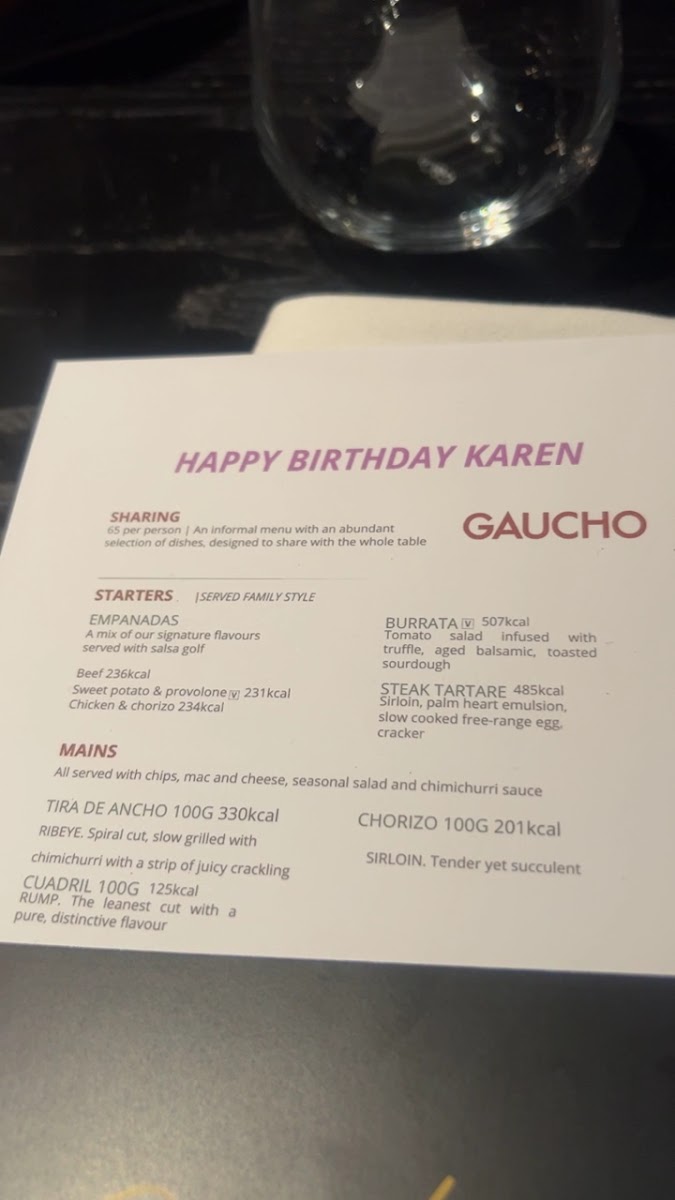 HAPPY BIRTHDAY KAREN
GAUCHO
SHARING
65 per person | An informal menu with an abundant
selection of dishes, designed to share with the whole table
STARTERS |SERVED FAMILY STYLE
EMPANADAS
A mix of our signature flavours
served with salsa golf
Beef 236kcal
Sweet potato & provolone V 231kcal
Chicken & chorizo 234kcal
BURRATA V 507kcal
Tomato salad infused with
truffle, aged balsamic, toasted
sourdough
STEAK TARTARE 485kcal
Sirloin, palm heart emulsion,
slow cooked free-range egg,
cracker
MAINS
All served with chips, mac and cheese, seasonal salad and chimichurri sauce
TIRA DE ANCHO 100G 330kcal
RIBEYE. Spiral cut, slow grilled with
chimichurri with a strip of juicy crackling
CUADRIL 100G 125kcal
RUMP. The leanest cut with a
pure, distinctive flavour
CHORIZO 100G 201kcal
SIRLOIN. Tender yet succulent